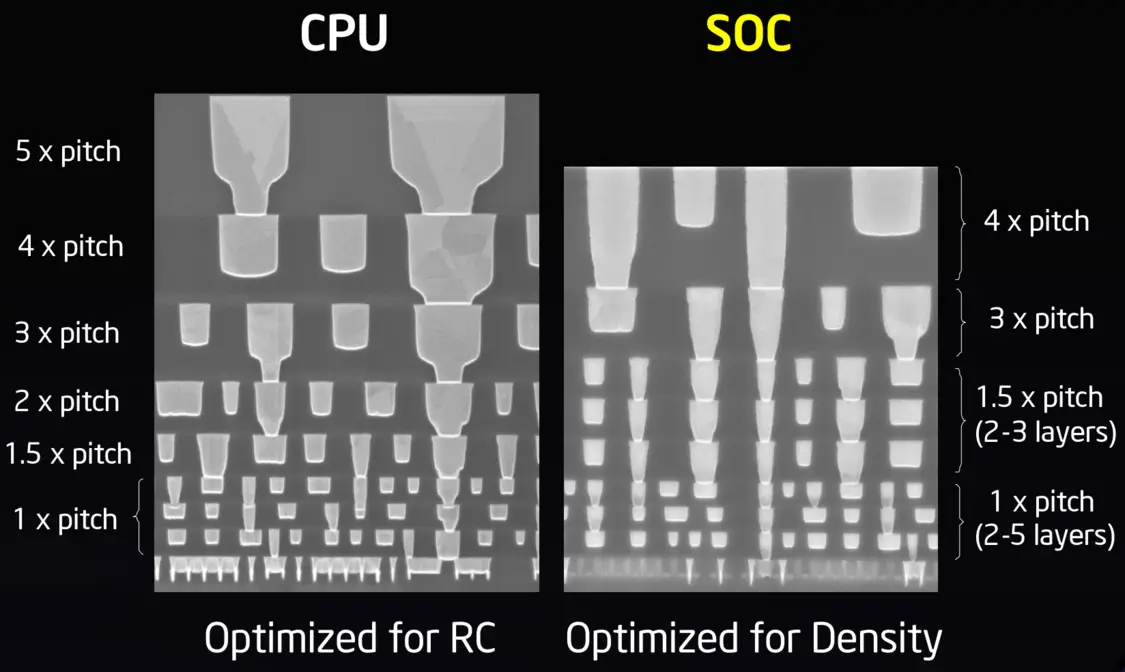 CPU
SOC
5 x pitch
4 x pitch
3 x pitch
2 x pitch
1.5 x pitch
1 x pitch
4 x pitch
3 x pitch
1.5 x pitch
(2-3 layers)
1 x pitch
(2-5 layers)
Optimized for RC
Optimized for Density